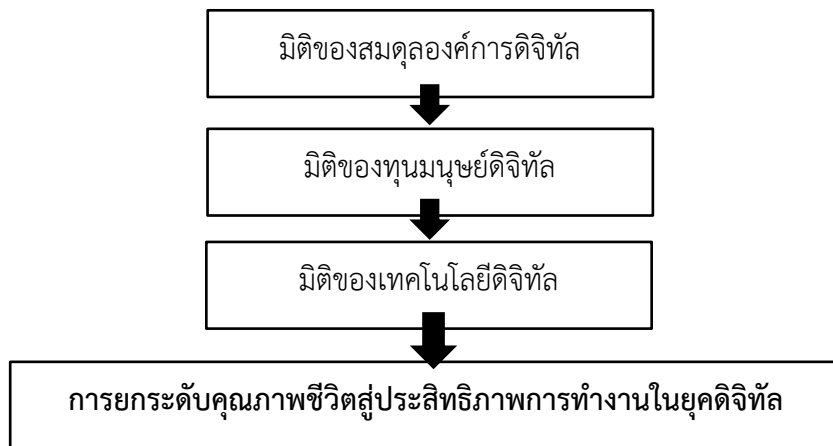 มิติของสมดุลองค์การดิจิทัล
มิติของทุนมนุษย์ดิจิทัล
มิติของเทคโนโลยีดิจิทัล
การยกระดับคุณภาพชีวิตสู่ประสิทธิภาพการทำงานในยุคดิจิทัล